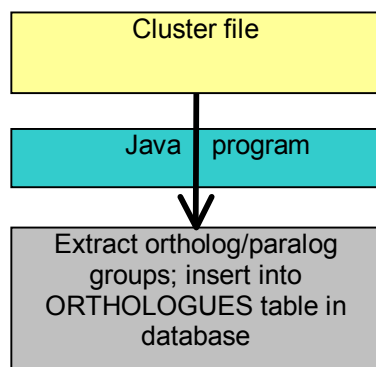 Cluster file
Java program
Extract ortholog/paralog
groups; insert into
ORTHOLOGUES table in
database